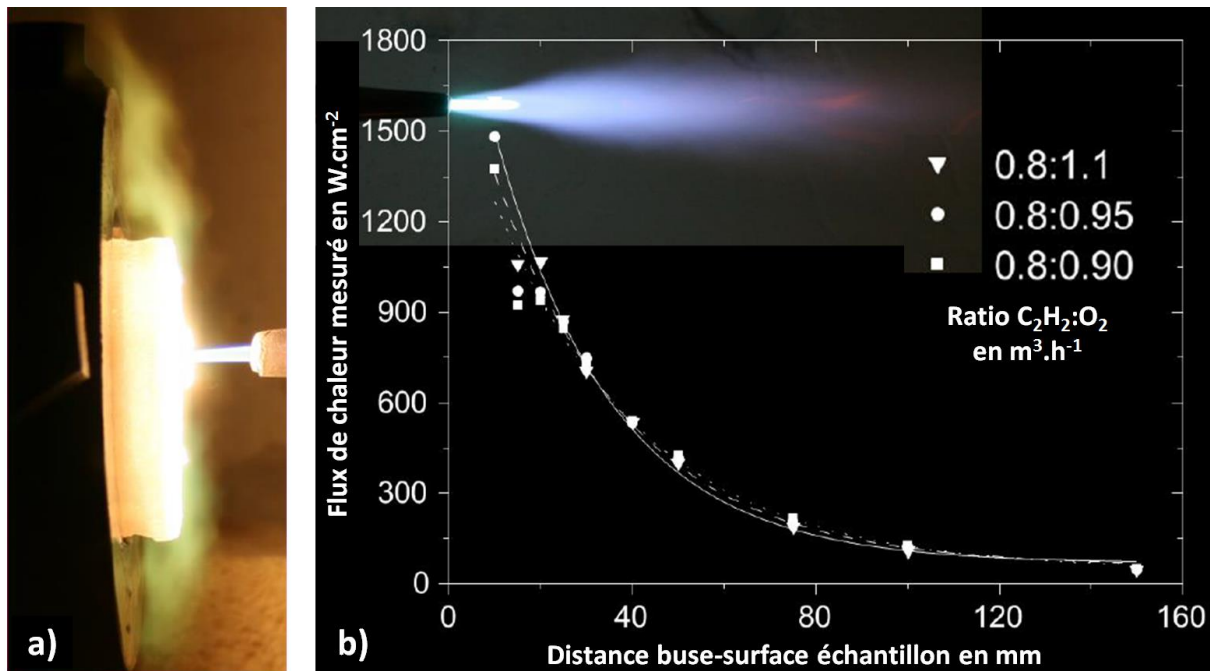 a)
b)
Flux de chaleur mesuré en W.cm-2
1800
1500
1200
900
600
300
0
0 40 80 120 160
Distance buse-surface échantillon en mm
0.8:1.1
0.8:0.95
0.8:0.90
Ratio C₂H₂:O₂
en m³.h⁻¹